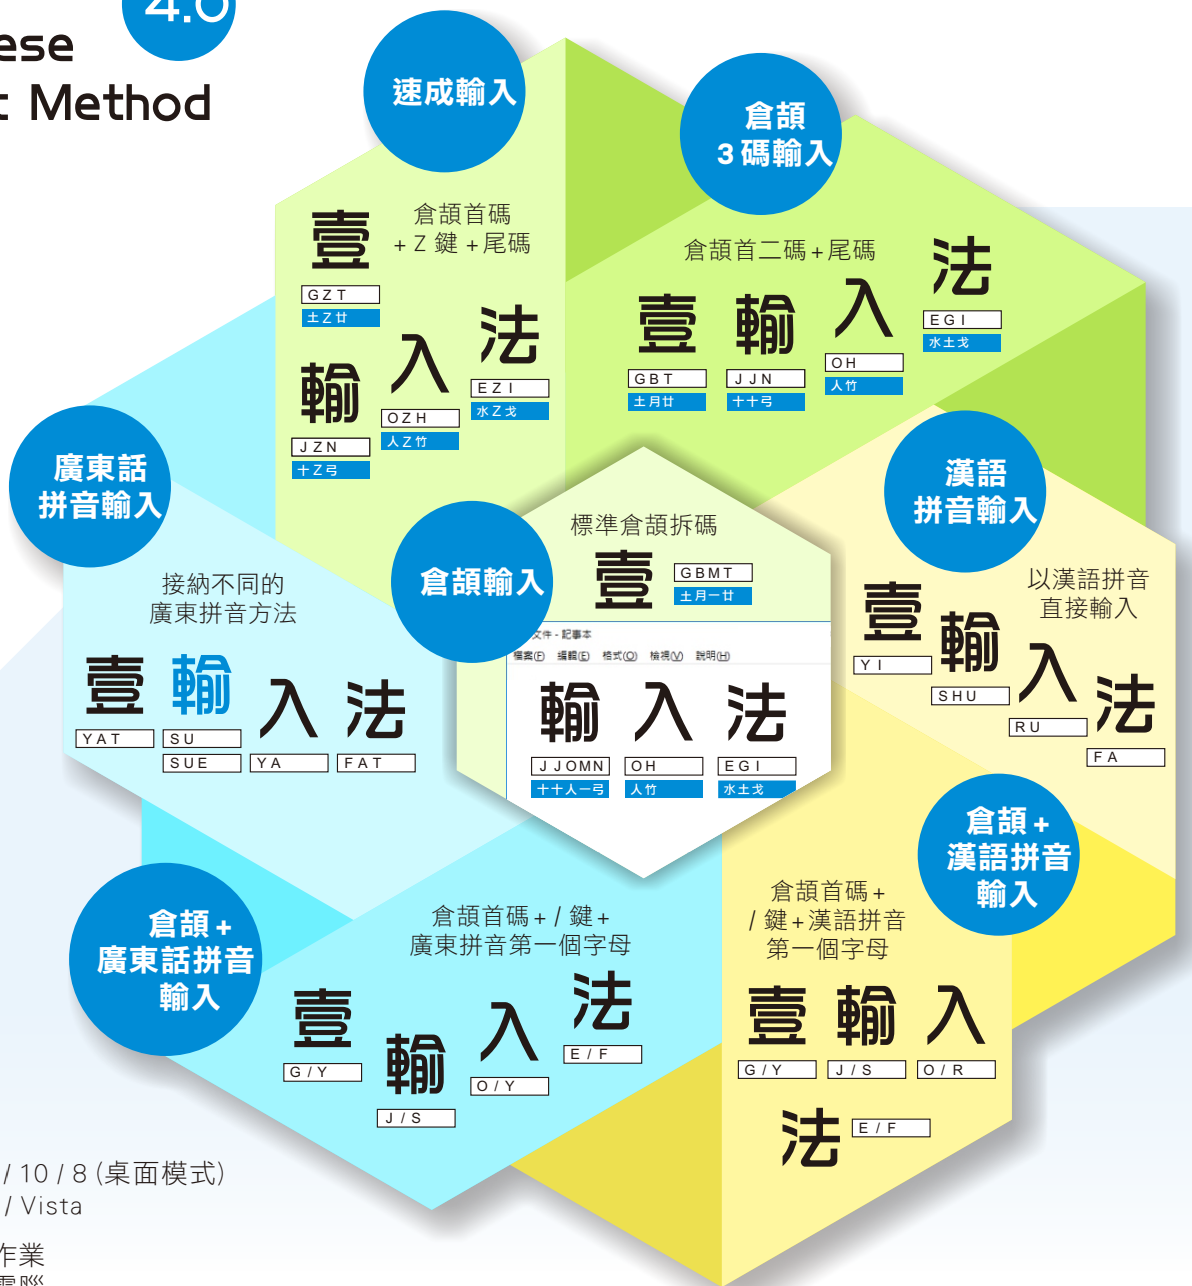 4.0
ese
t Method
速成輸入
倉頡首碼
+ Z 鍵 + 尾碼
壹
GZT
土Z廿
輸
JZN
十Z弓
入
OZH
人Z竹
法
EZI
水Z戈
倉頡
3 碼輸入
倉頡首二碼 + 尾碼
壹
GBT
土月廿
輸
JJN
十十弓
入
OH
人竹
法
EGI
水土戈
廣東話
拼音輸入
接納不同的
廣東拼音方法
壹
YAT
輸
SU
SUE
入
YA
法
FAT
倉頡輸入
標準倉頡拆碼
壹
GBMT
土月一廿
文件 - 記事本
檔案(F) 編輯(E) 格式(O) 檢視(V) 說明(H)
輸 入 法
JJOMN OH EGI
十十人一弓 人竹 水土戈
漢語
拼音輸入
以漢語拼音
直接輸入
壹
YI
輸
SHU
入
RU
法
FA
倉頡 +
漢語拼音
輸入
倉頡首碼 +
/ 鍵 + 漢語拼音
第一個字母
壹 輸 入
G/Y J/S O/R
法 E/F
倉頡 +
廣東話拼音
輸入
倉頡首碼 + / 鍵 +
廣東拼音第一個字母
壹
G/Y
輸
J/S
入
O/Y
法
E/F
/ 10 / 8 (桌面模式)
/ Vista
作業
電腦